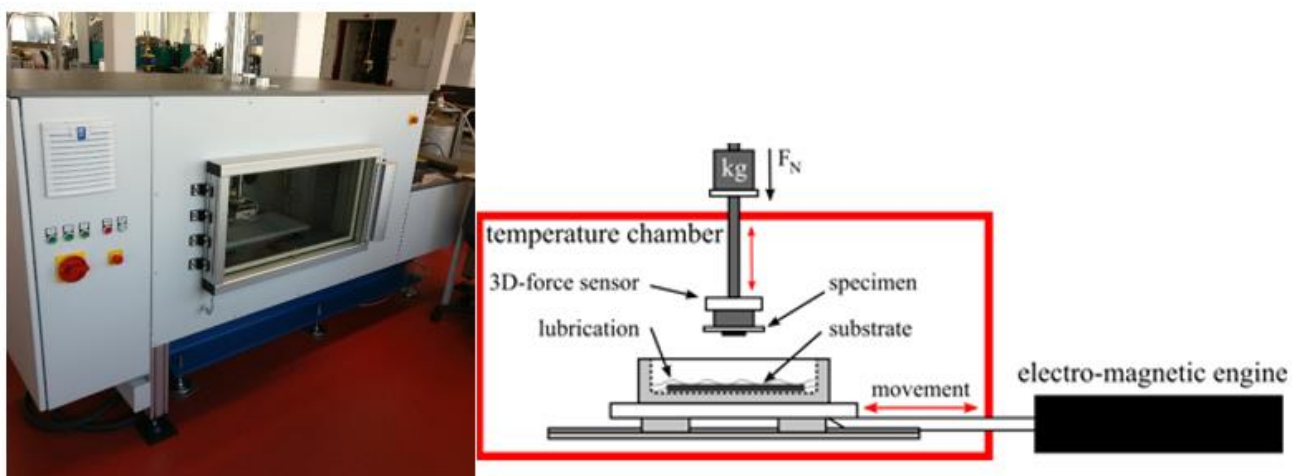 kg
F_N
temperature chamber
3D-force sensor
specimen
lubrication
substrate
movement
electro-magnetic engine